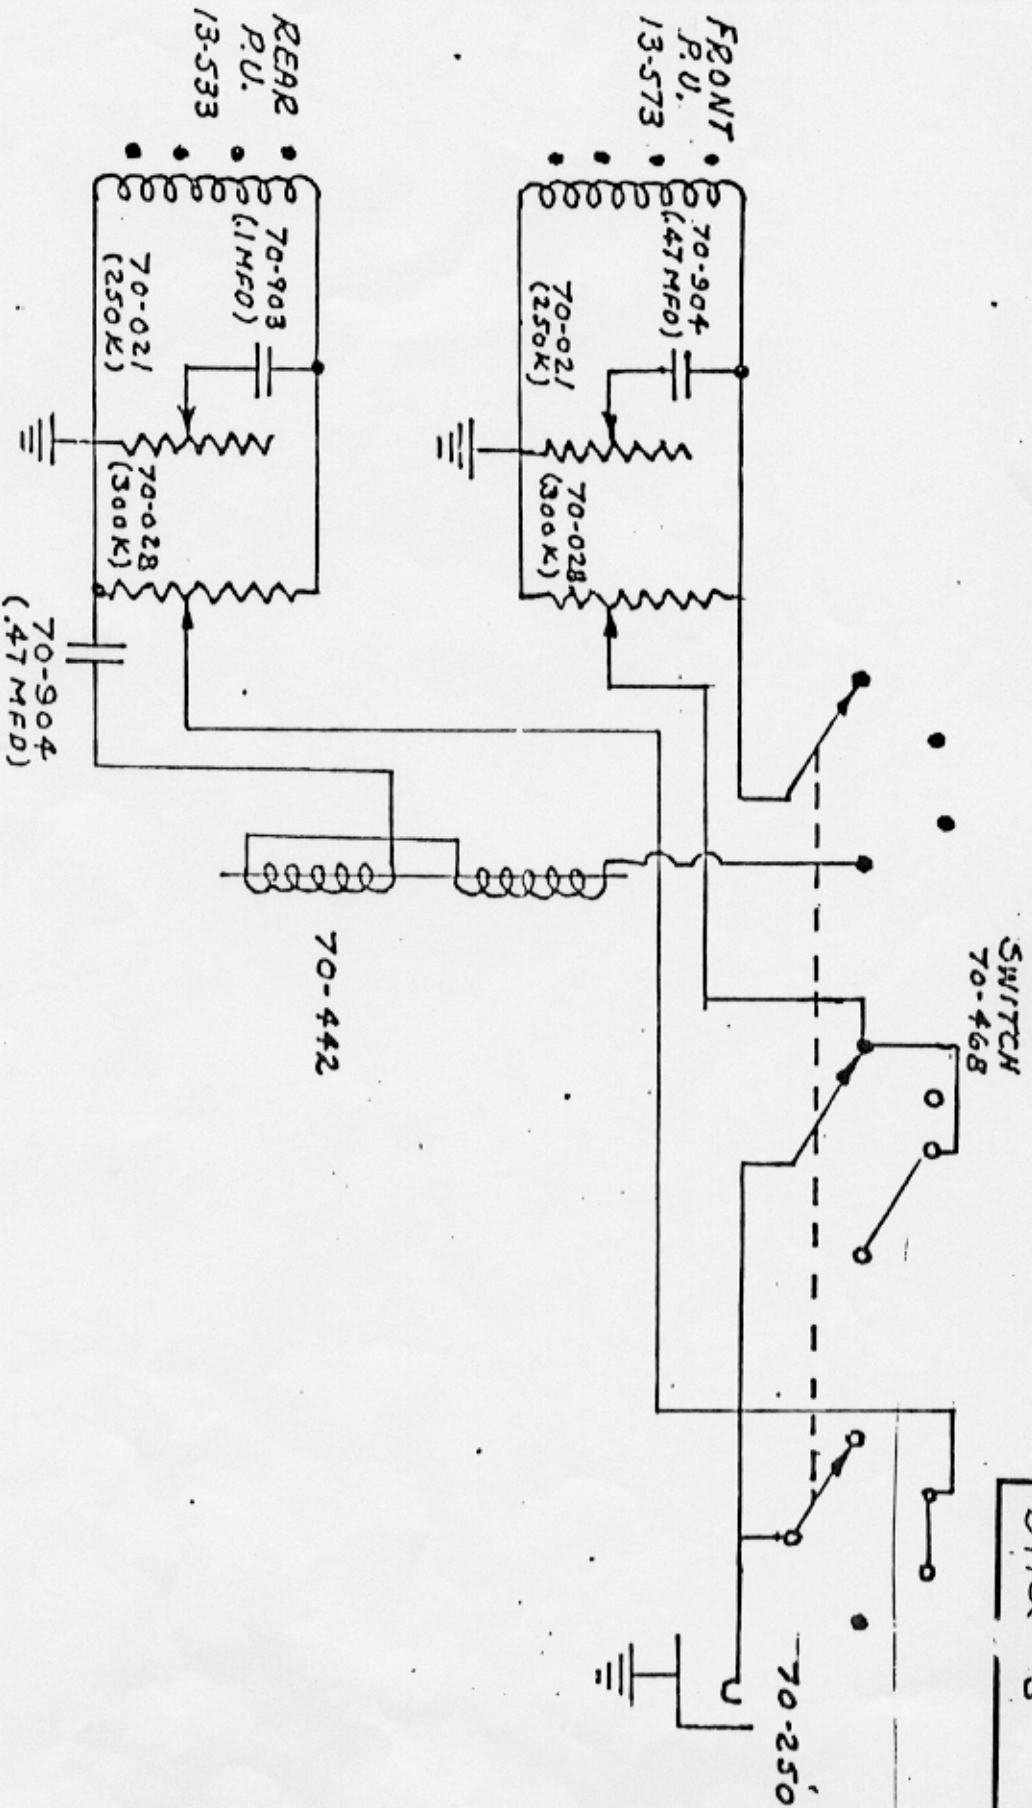 FRONT
P.U.
13-573
REAR
P.U.
13-533
70-904
(.47 MFD)
70-021
(250K)
70-028
(300K)
70-903
(.1 MFD)
70-021
(250K)
70-028
(300K)
70-904
(.47 MFD)
70-442
SWITCH
70-468
70-250